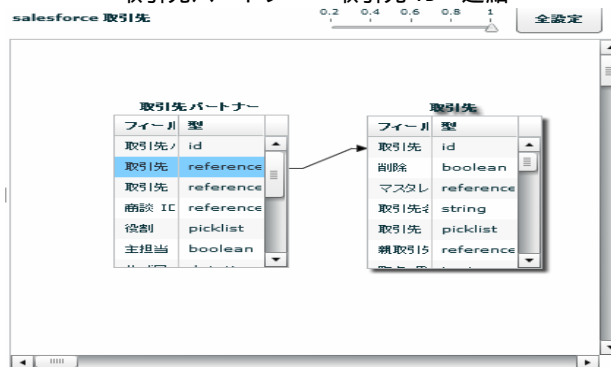 salesforce 取引先
0.2 0.4 0.6 0.8 1
全設定
取引先パートナー
フィール 型
取引先 id
取引先 reference
取引先 reference
商談 ID reference
役割 picklist
主担当 boolean
取引先
フィール 型
取引先 id
削除 boolean
マスタレ reference
取引先名 string
取引先 picklist
親取引先 reference